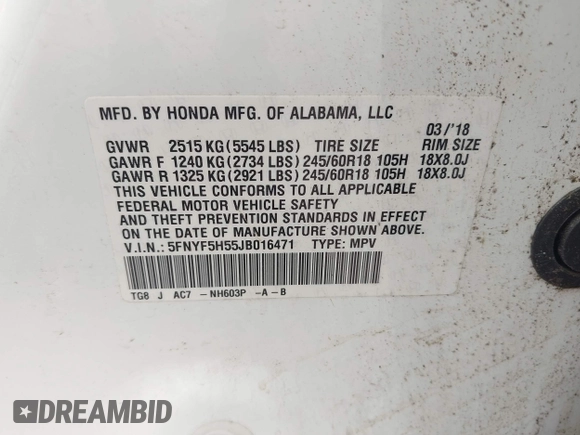 MFD. BY HONDA MFG. OF ALABAMA, LLC
03/'18
GVWR 2515 KG (5545 LBS) TIRE SIZE RIM SIZE
GAWR F 1240 KG (2734 LBS) 245/60R18 105H 18X8.0J
GAWR R 1325 KG (2921 LBS) 245/60R18 105H 18X8.0J
THIS VEHICLE CONFORMS TO ALL APPLICABLE
FEDERAL MOTOR VEHICLE SAFETY
AND THEFT PREVENTION STANDARDS IN EFFECT
ON THE DATE OF MANUFACTURE SHOWN ABOVE.
V.I.N.: 5FNYF5H55JB016471 TYPE: MPV
TG8 J AC7 -NH603P -A-B
DREAMBID